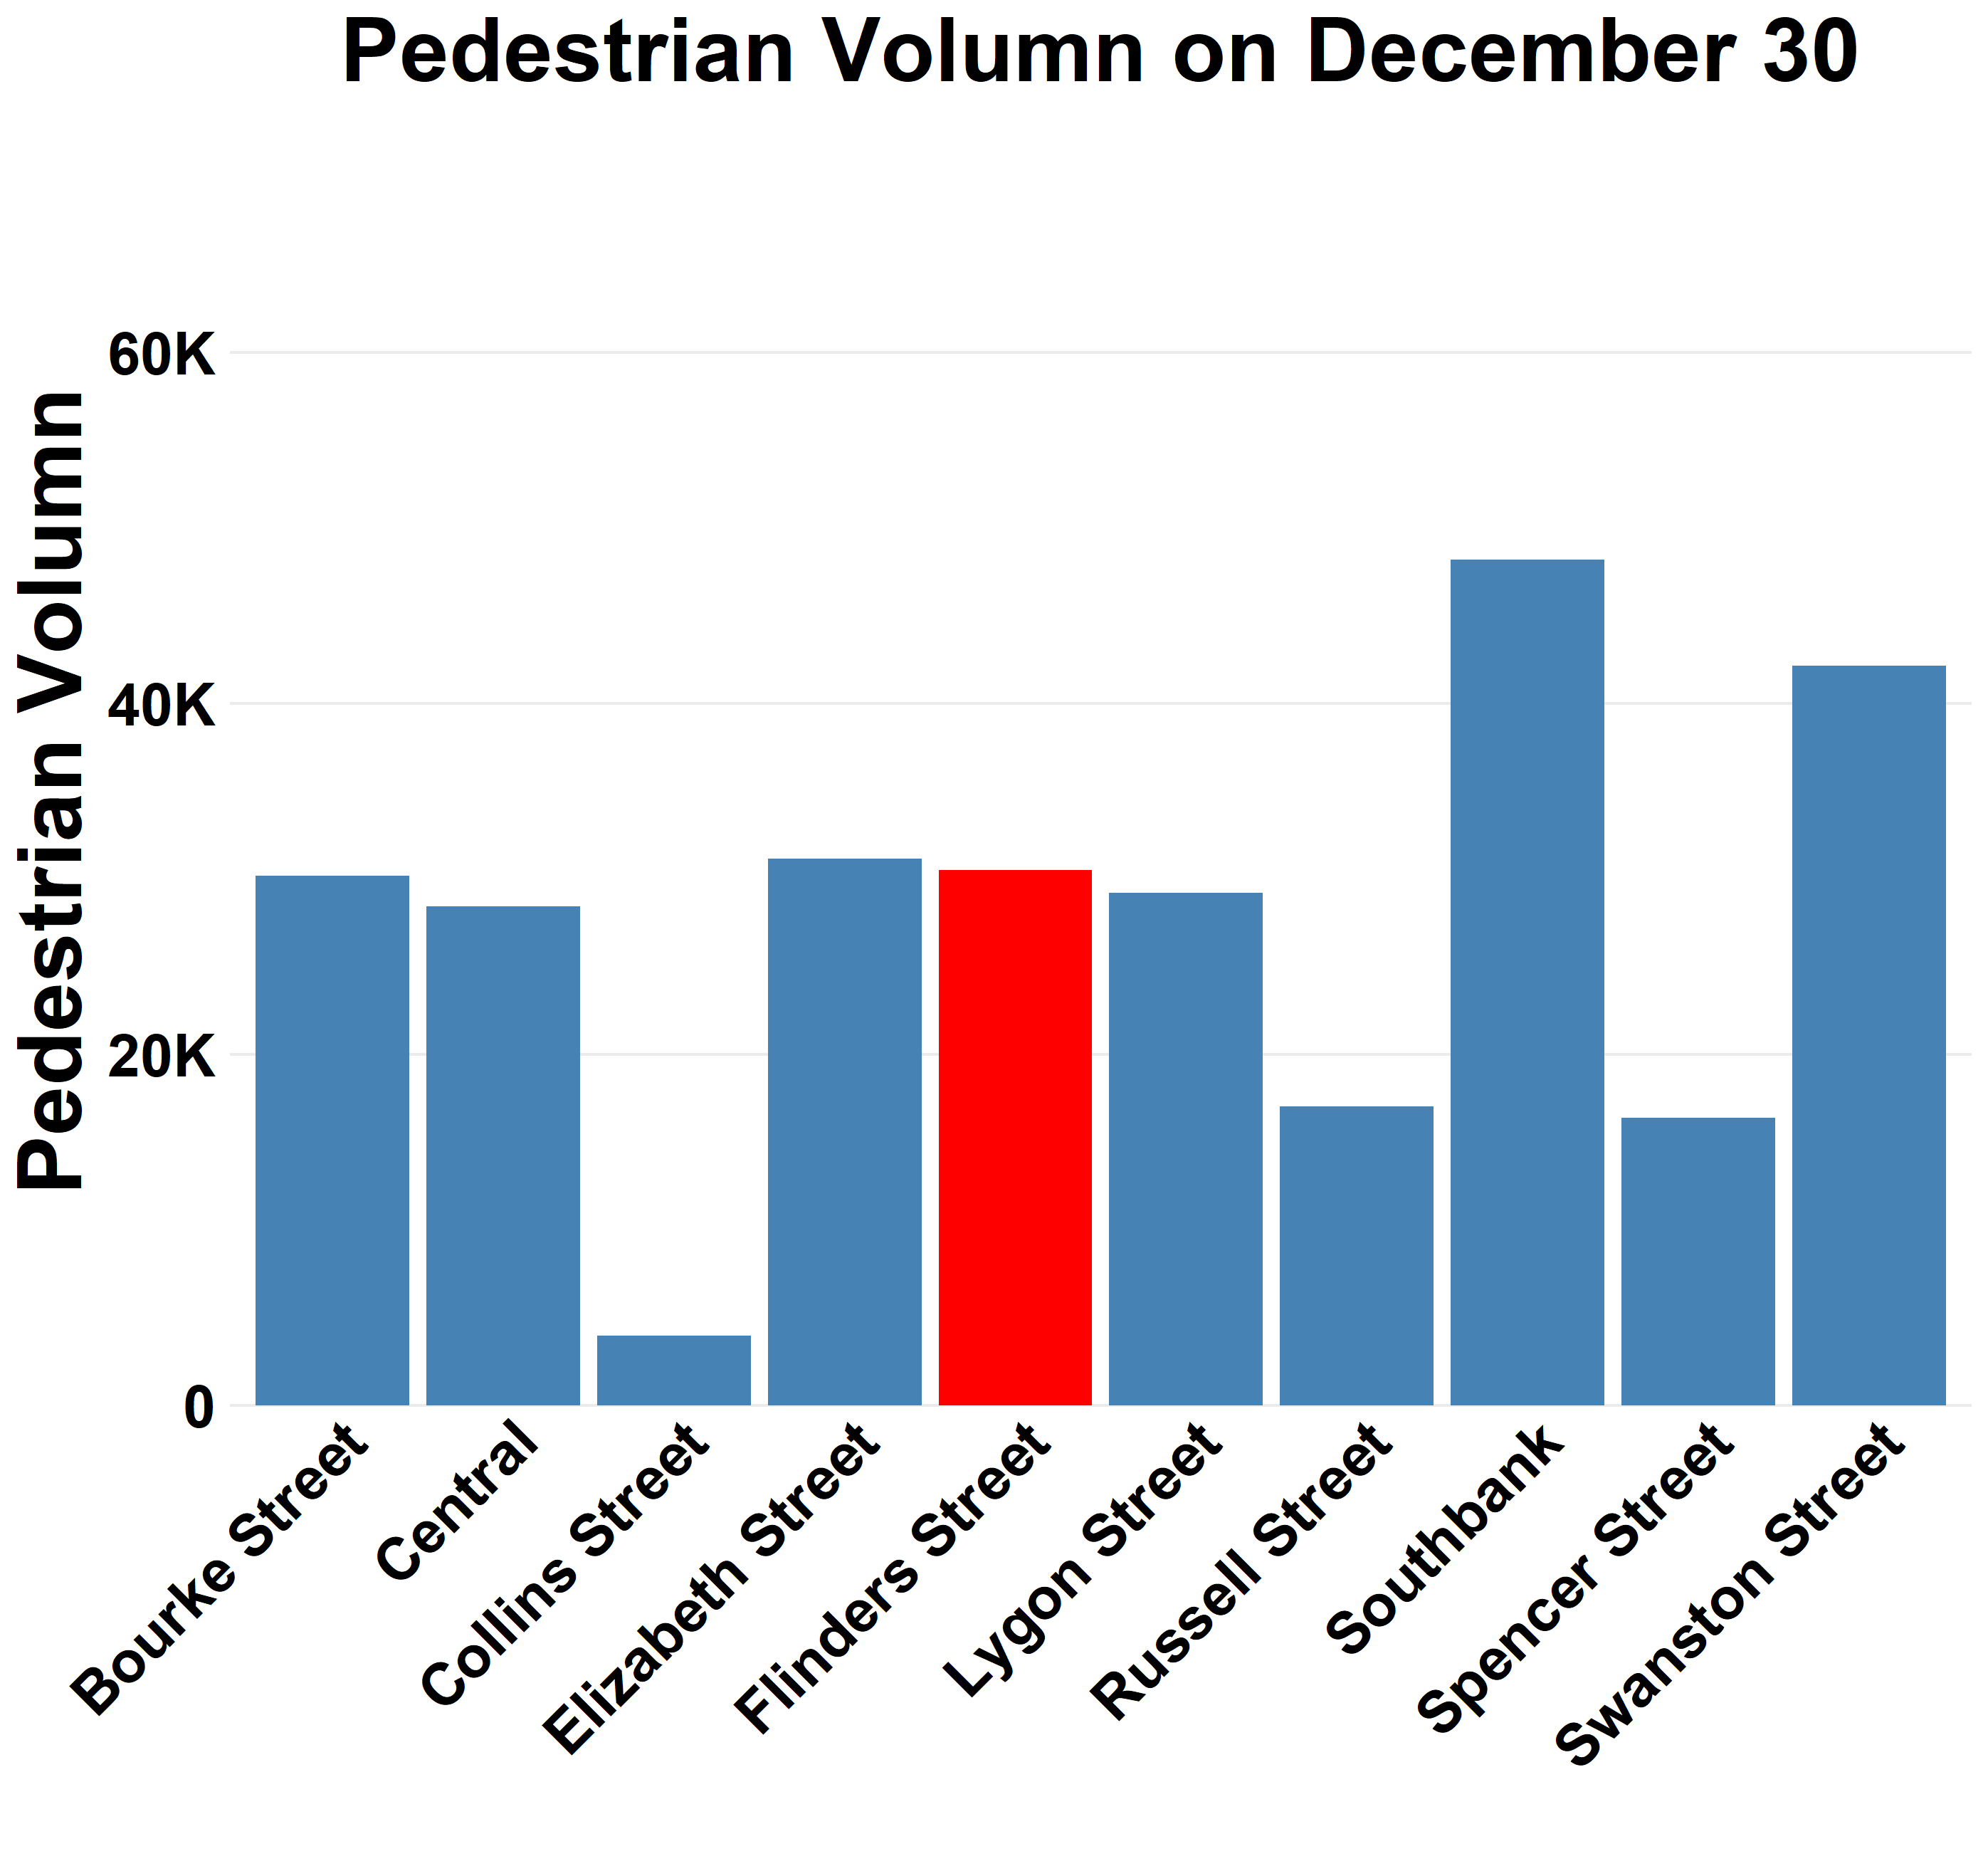 Pedestrian Volumn on December 30
Pedestrian Volumn
60K
40K
20K
0
Bourke Street
Central
Collins Street
Elizabeth Street
Flinders Street
Lygon Street
Russell Street
Southbank
Spencer Street
Swanston Street